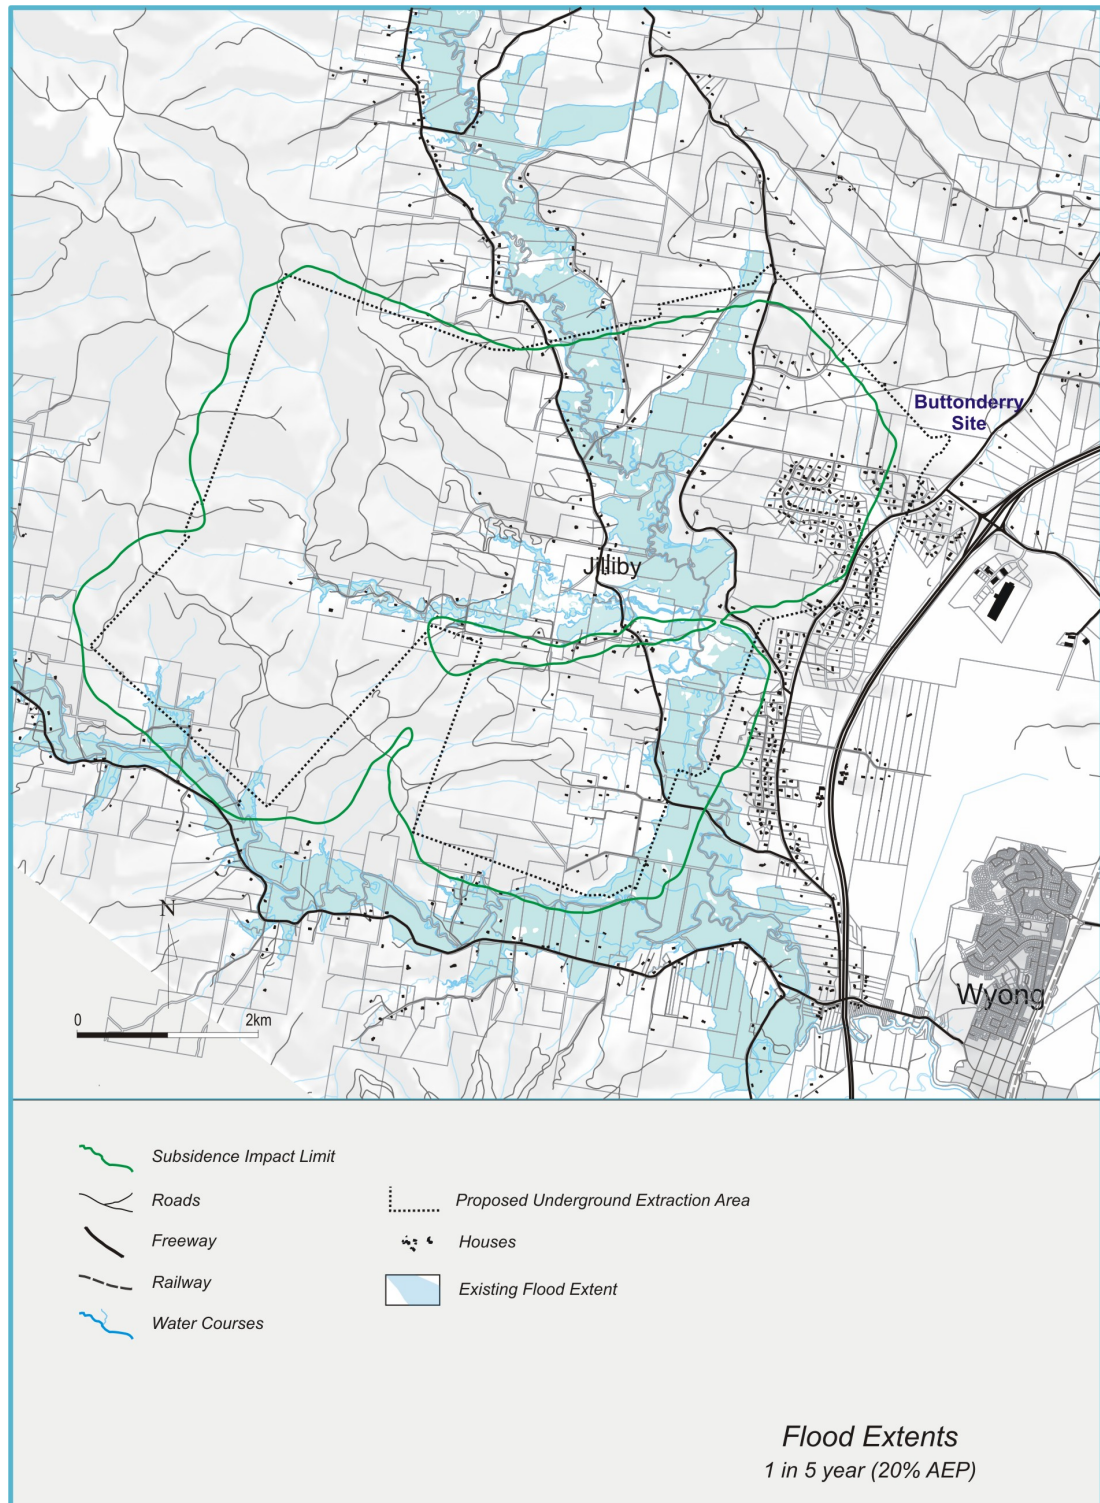 Buttonderry
Site
Jilliby
N
Wyong
0
2km
Subsidence Impact Limit
Roads
Proposed Underground Extraction Area
Freeway
Houses
Railway
Existing Flood Extent
Water Courses
Flood Extents
1 in 5 year (20% AEP)